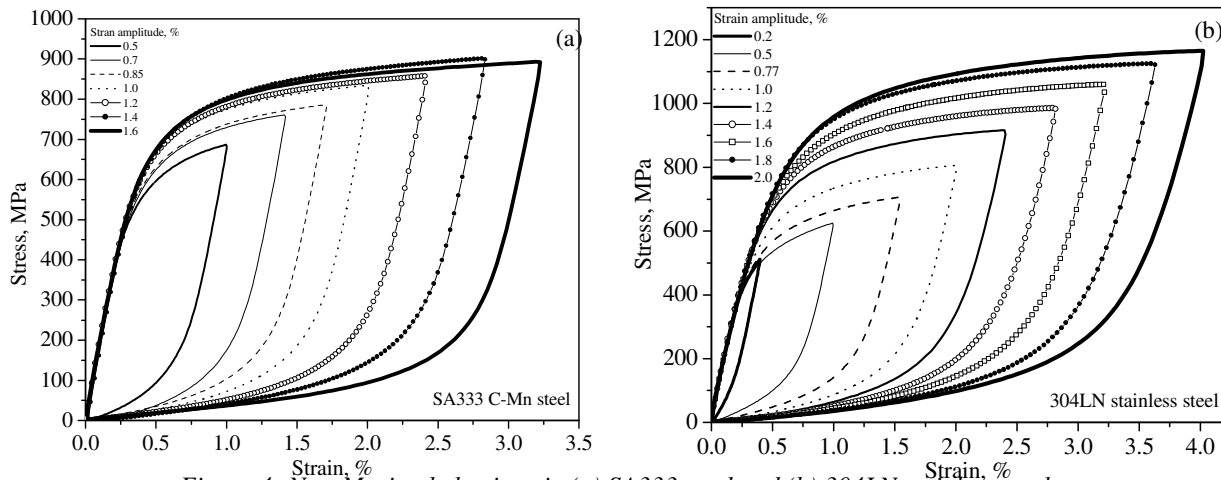 (a)
Stran amplitude, %
0.5
0.7
0.85
1.0
1.2
1.4
1.6
1000
900
800
700
600
500
400
300
200
100
0
Stress, MPa
SA333 C-Mn steel
0.0 0.5 1.0 1.5 2.0 2.5 3.0 3.5
Strain, %
(b)
Strain amplitude, %
0.2
0.5
0.77
1.0
1.2
1.4
1.6
1.8
2.0
1200
1000
800
600
400
200
0
Stress, MPa
304LN stainless steel
0.0 0.5 1.0 1.5 2.0 2.5 3.0 3.5 4.0
Strain, %
(a) SA333 (b) 304LN